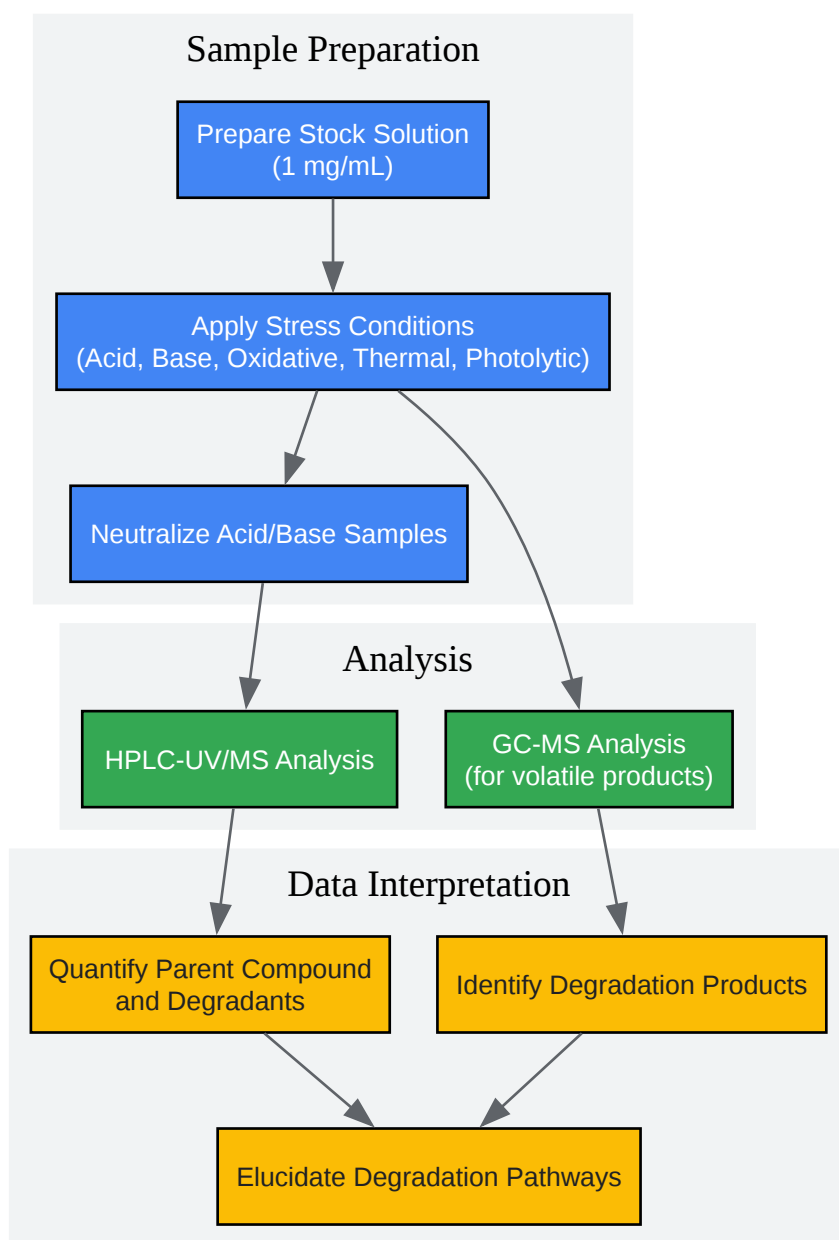 Sample Preparation
Prepare Stock Solution
(1 mg/mL)
Apply Stress Conditions
(Acid, Base, Oxidative, Thermal, Photolytic)
Neutralize Acid/Base Samples
Analysis
HPLC-UV/MS Analysis
GC-MS Analysis
(for volatile products)
Data Interpretation
Quantify Parent Compound
and Degradants
Identify Degradation Products
Elucidate Degradation Pathways